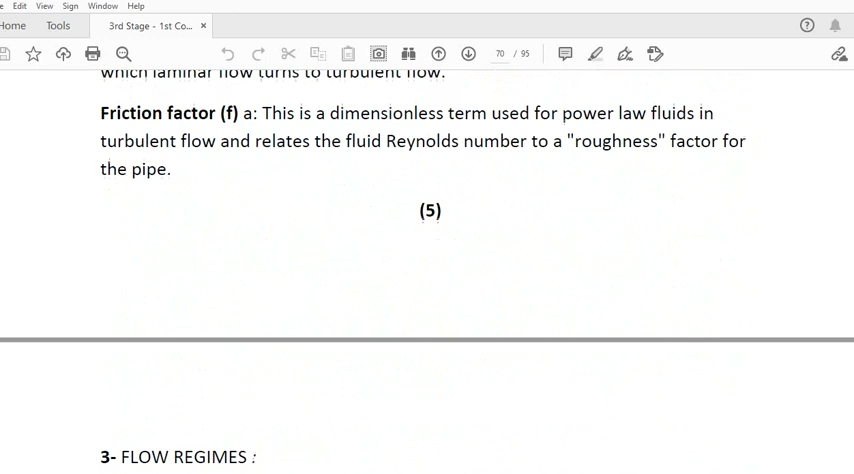 e Edit View Sign Window Help
Home Tools 3rd Stage - 1st Co... ×
70 / 95
which laminar flow turns to turbulent flow.
Friction factor (f) a: This is a dimensionless term used for power law fluids in
turbulent flow and relates the fluid Reynolds number to a "roughness" factor for
the pipe.
(5)
3- FLOW REGIMES :